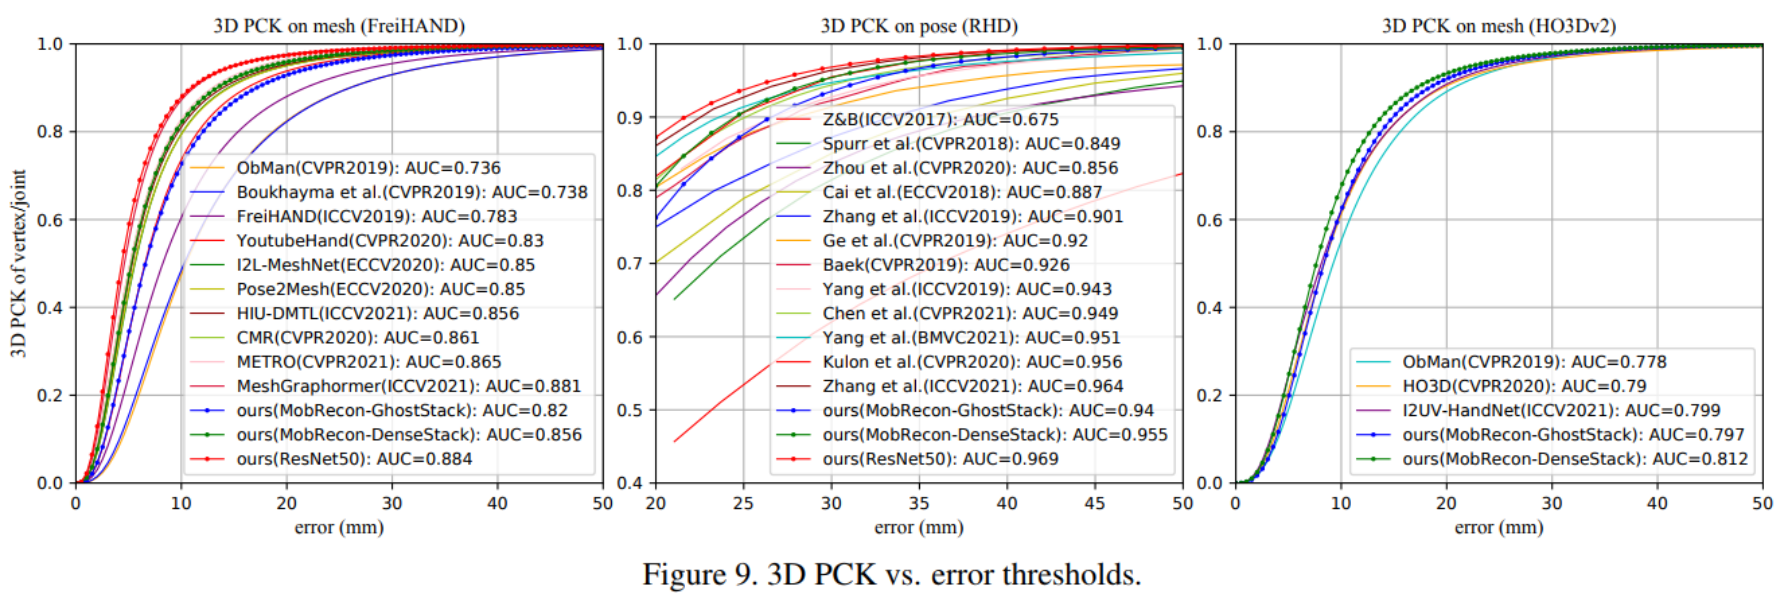 3D PCK on mesh (FreiHAND)
3D PCK of vertex/joint
1.0
0.8
0.6
0.4
0.2
0.0
ObMan(CVPR2019): AUC=0.736
Boukhayma et al.(CVPR2019): AUC=0.738
FreiHAND(ICCV2019): AUC=0.783
YoutubeHand(CVPR2020): AUC=0.83
I2L-MeshNet(ECCV2020): AUC=0.85
Pose2Mesh(ECCV2020): AUC=0.85
HIU-DMTL(ICCV2021): AUC=0.856
CMR(CVPR2020): AUC=0.861
METRO(CVPR2021): AUC=0.865
MeshGraphormer(ICCV2021): AUC=0.881
ours(MobRecon-GhostStack): AUC=0.82
ours(MobRecon-DenseStack): AUC=0.856
ours(ResNet50): AUC=0.884
0 10 20 30 40 50
error (mm)
3D PCK on pose (RHD)
1.0
0.9
0.8
0.7
0.6
0.5
0.4
Z&B(ICCV2017): AUC=0.675
Spurr et al.(CVPR2018): AUC=0.849
Zhou et al.(CVPR2020): AUC=0.856
Cai et al.(ECCV2018): AUC=0.887
Zhang et al.(ICCV2019): AUC=0.901
Ge et al.(CVPR2019): AUC=0.92
Baek(CVPR2019): AUC=0.926
Yang et al.(ICCV2019): AUC=0.943
Chen et al.(CVPR2021): AUC=0.949
Yang et al.(BMVC2021): AUC=0.951
Kulon et al.(CVPR2020): AUC=0.956
Zhang et al.(ICCV2021): AUC=0.964
ours(MobRecon-GhostStack): AUC=0.94
ours(MobRecon-DenseStack): AUC=0.955
ours(ResNet50): AUC=0.969
20 25 30 35 40 45 50
error (mm)
3D PCK on mesh (HO3Dv2)
1.0
0.8
0.6
0.4
0.2
0.0
ObMan(CVPR2019): AUC=0.778
HO3D(CVPR2020): AUC=0.79
I2UV-HandNet(ICCV2021): AUC=0.799
ours(MobRecon-GhostStack): AUC=0.797
ours(MobRecon-DenseStack): AUC=0.812
0 10 20 30 40 50
error (mm)
Figure 9. 3D PCK vs. error thresholds.